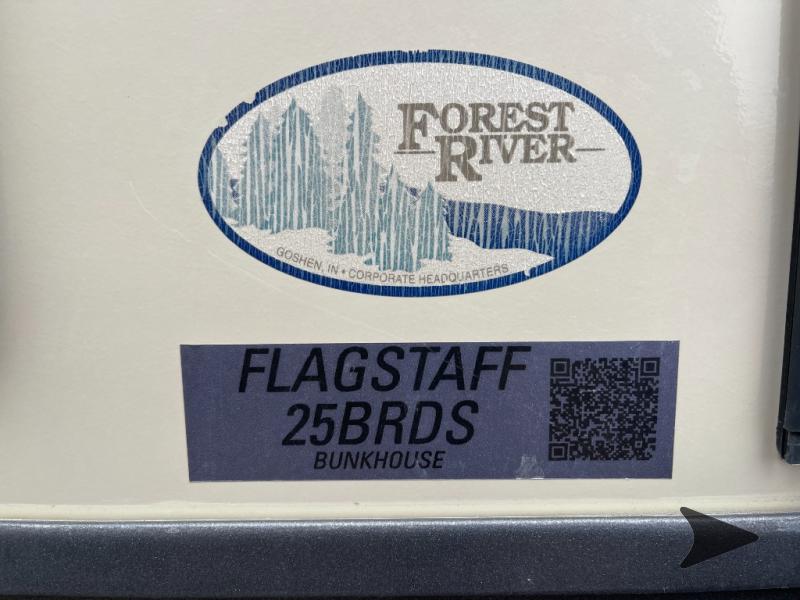 FOREST
RIVER
GOSHEN, IN • CORPORATE HEADQUARTERS
FLAGSTAFF
25BRDS
BUNKHOUSE